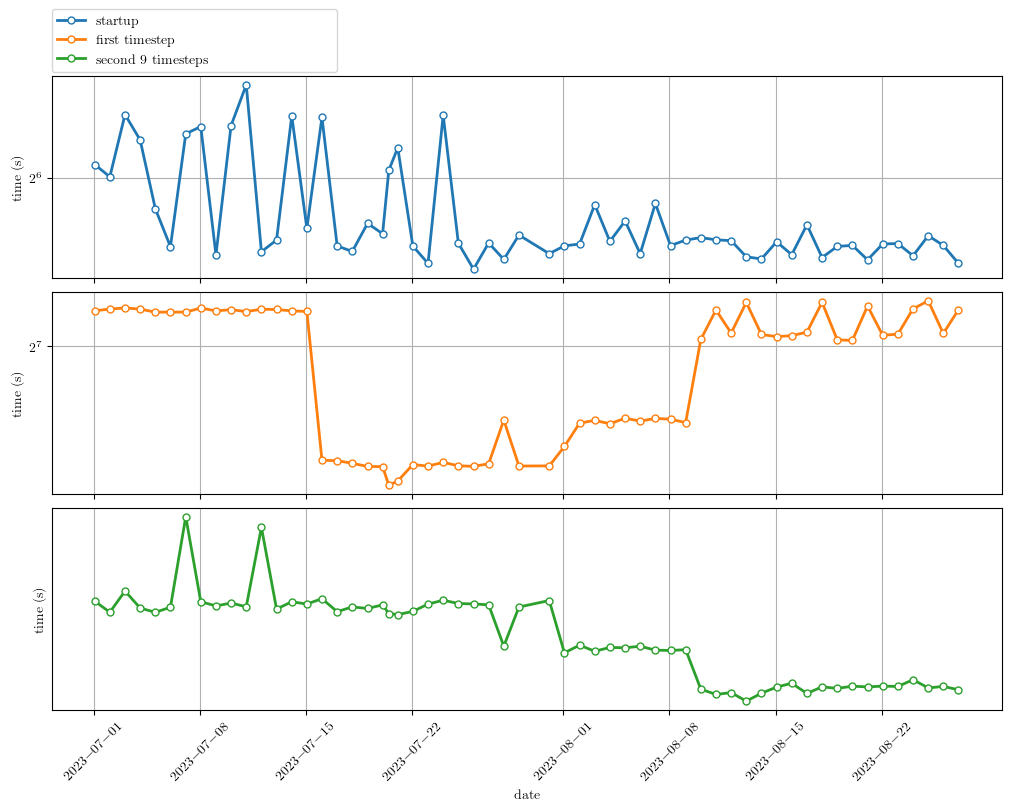 startup
first timestep
second 9 timesteps
time (s)
2^6
time (s)
2^7
time (s)
2023−07−01
2023−07−08
2023−07−15
2023−07−22
2023−08−01
2023−08−08
2023−08−15
2023−08−22
date